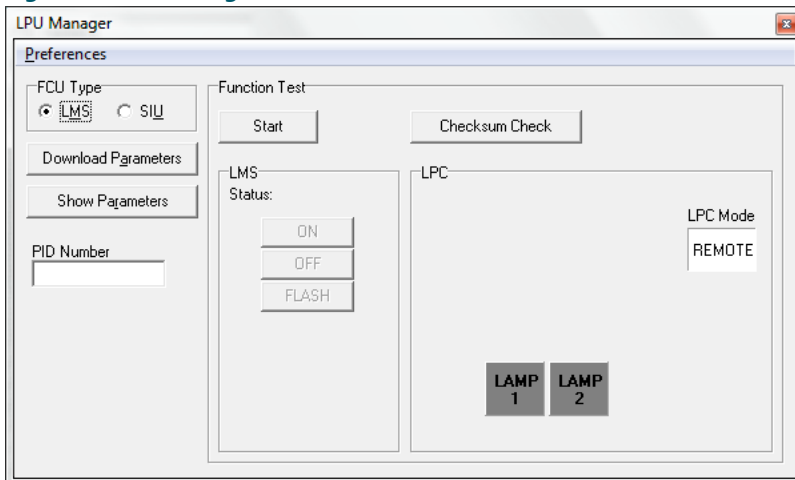 LPU Manager
Preferences
FCU Type
LMS
SIU
Download Parameters
Show Parameters
PID Number
Function Test
Start
Checksum Check
LMS
Status:
ON
OFF
FLASH
LPC
LPC Mode
REMOTE
LAMP
1
LAMP
2